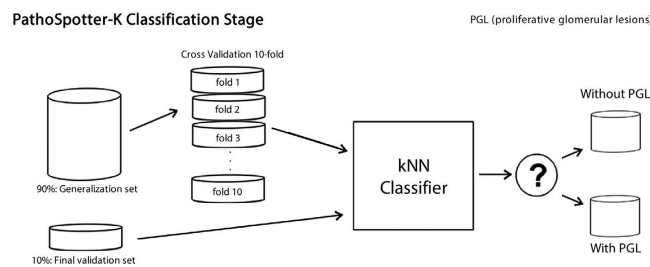 PathoSpotter-K Classification Stage
PGL (proliferative glomerular lesions)
Cross Validation 10-fold
fold 1
fold 2
fold 3
fold 10
90%: Generalization set
10%: Final validation set
kNN
Classifier
?
Without PGL
With PGL